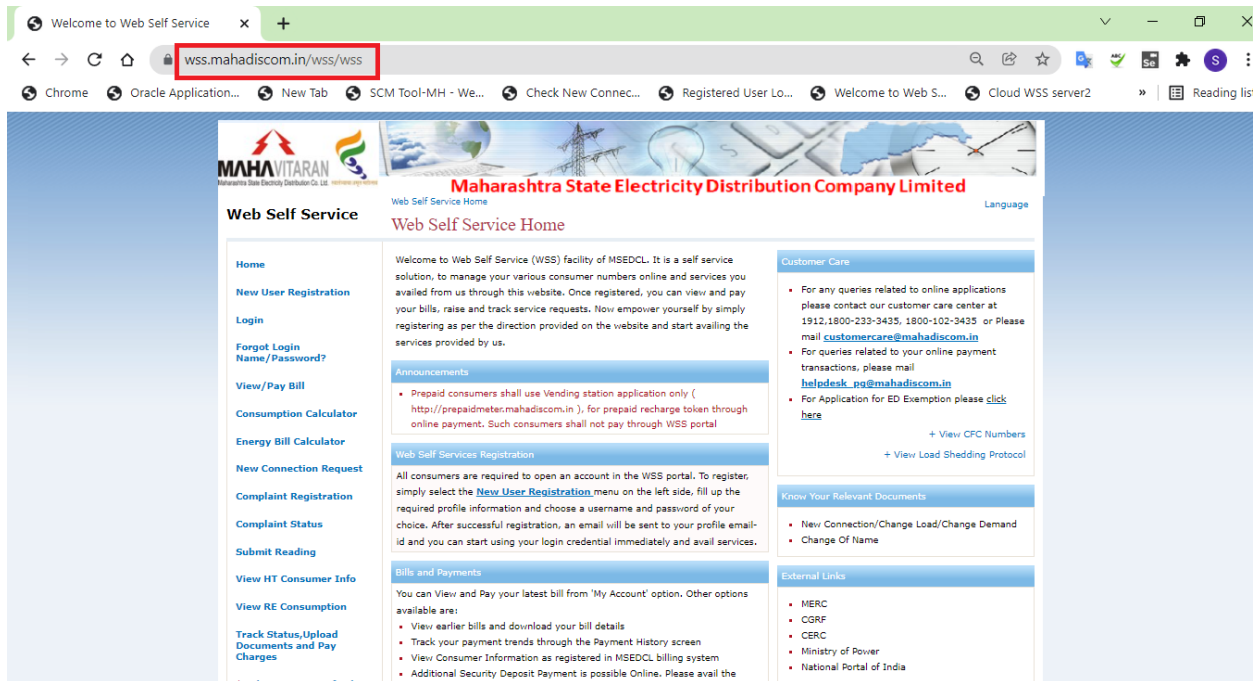 Welcome to Web Self Service
wss.mahadiscom.in/wss/wss
Chrome
Oracle Application...
New Tab
SCM Tool-MH - We...
Check New Connec...
Registered User Lo...
Welcome to Web S...
Cloud WSS server2
»
Reading list
MAHAVITARAN
Maharashtra State Electricity Distribution Co. Ltd.
Maharashtra State Electricity Distribution Company Limited
Web Self Service
Web Self Service Home
Language
Web Self Service Home
Home
New User Registration
Login
Forgot Login
Name/Password?
View/Pay Bill
Consumption Calculator
Energy Bill Calculator
New Connection Request
Complaint Registration
Complaint Status
Submit Reading
View HT Consumer Info
View RE Consumption
Track Status,Upload
Documents and Pay
Charges
Welcome to Web Self Service (WSS) facility of MSEDCL. It is a self service
solution, to manage your various consumer numbers online and services you
availed from us through this website. Once registered, you can view and pay
your bills, raise and track service requests. Now empower yourself by simply
registering as per the direction provided on the website and start availing the
services provided by us.
Announcements
Prepaid consumers shall use Vending station application only (
http://prepaidmeter.mahadiscom.in ), for prepaid recharge token through
online payment. Such consumers shall not pay through WSS portal
Web Self Services Registration
All consumers are required to open an account in the WSS portal. To register,
simply select the New User Registration menu on the left side, fill up the
required profile information and choose a username and password of your
choice. After successful registration, an email will be sent to your profile email-
id and you can start using your login credential immediately and avail services.
Bills and Payments
You can View and Pay your latest bill from 'My Account' option. Other options
available are:
View earlier bills and download your bill details
Track your payment trends through the Payment History screen
View Consumer Information as registered in MSEDCL billing system
Additional Security Deposit Payment is possible Online. Please avail the
Customer Care
For any queries related to online applications
please contact our customer care center at
1912,1800-233-3435, 1800-102-3435 or Please
mail customercare@mahadiscom.in
For queries related to your online payment
transactions, please mail
helpdesk_pg@mahadiscom.in
For Application for ED Exemption please click
here
+ View CFC Numbers
+ View Load Shedding Protocol
Know Your Relevant Documents
New Connection/Change Load/Change Demand
Change Of Name
External Links
MERC
CGRF
CERC
Ministry of Power
National Portal of India